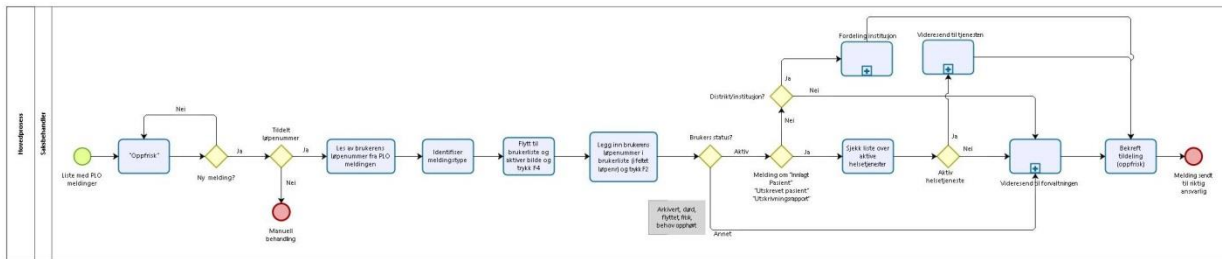 Hovedprosess
Saksbehandler
Liste med PLO
meldinger
"Oppfrisk"
Nei
Ny melding?
Ja
Tildelt
løpenummer
Ja
Nei
Manuell
behandling
Les av brukerens
løpenummer fra PLO
meldingen
Identifiser
meldingstype
Flytt til
brukerliste og
aktiver bilde og
trykk F4
Legg inn brukerens
løpenummer i
brukerliste (ifeltet
løpenr) og trykk F2
Brukers status?
Aktiv
Arkivert, død,
flyttet, frisk,
behov opphørt
Annet
Melding om "Innlagt
Pasient"
"Utskrevet pasient"
"Utskrivningsrapport"
Nei
Ja
Distrikt/institusjon?
Ja
Nei
Fordeling institusjon
Videresend til tjenesten
Sjekk liste over
aktive
helsetjenester
Ja
Nei
Aktiv
helsetjeneste
Videresend til forvaltningen
Bekreft
tildeling
(oppfrisk)
Melding sendt
til riktig
ansvarlig